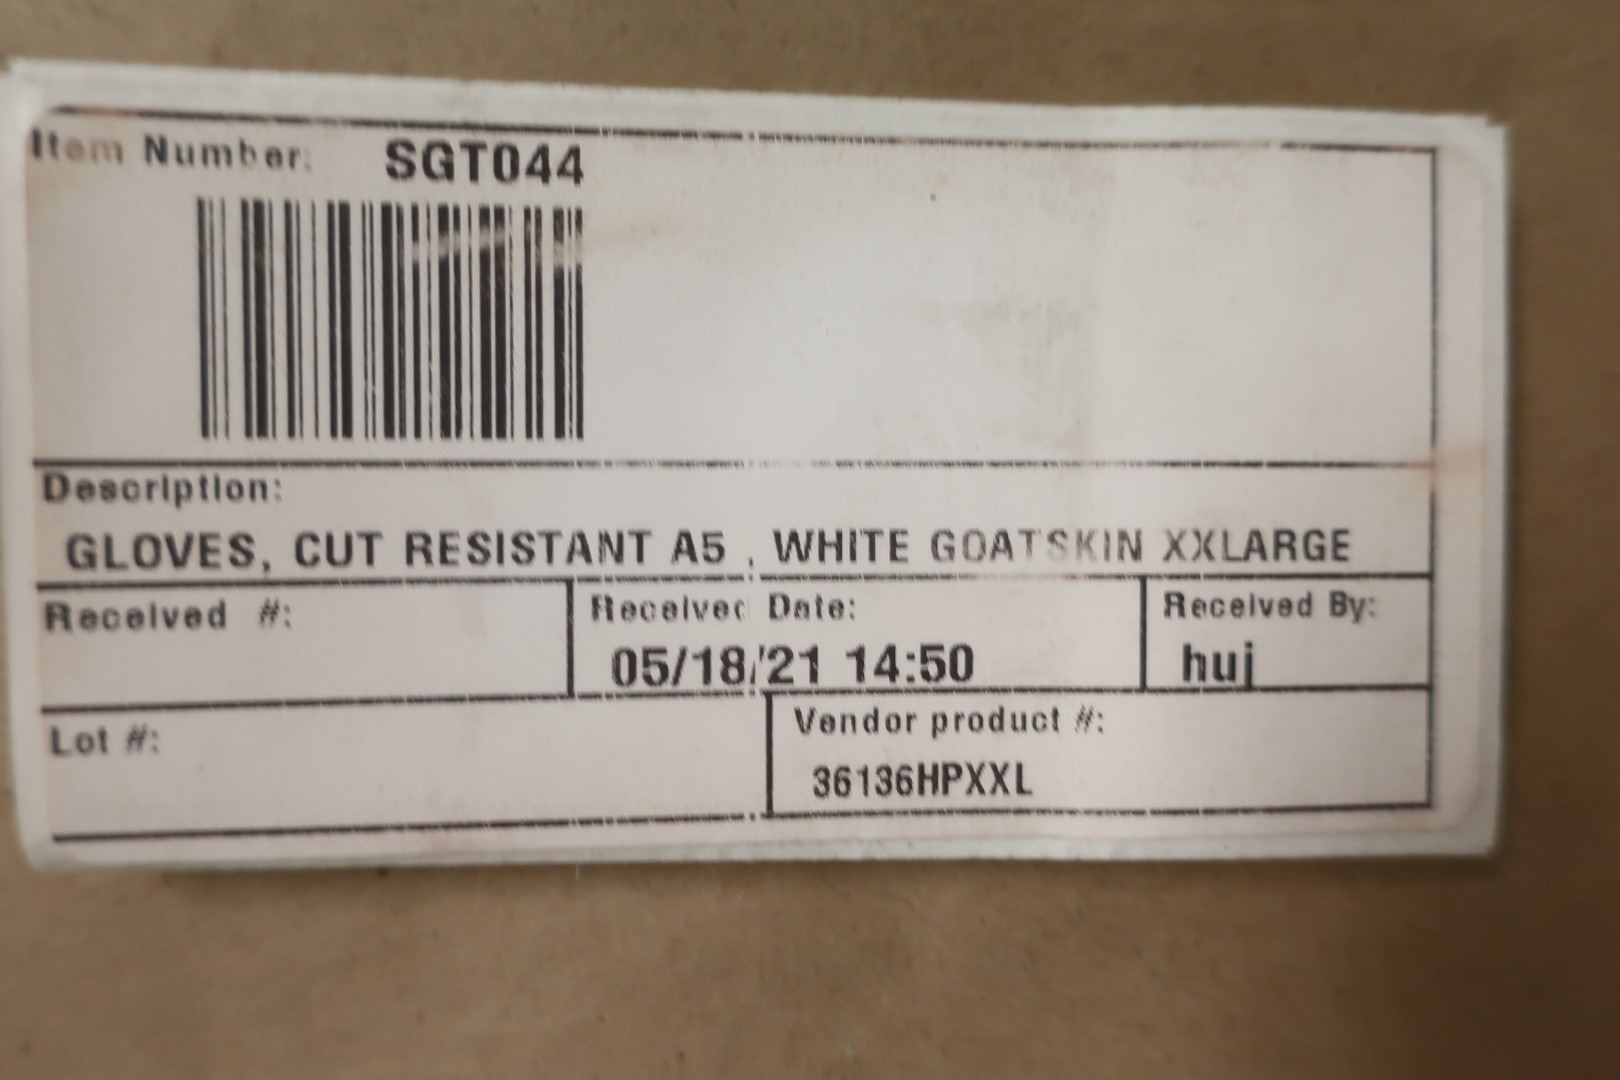 Item Number: SGT044
Description:
GLOVES, CUT RESISTANT A5 , WHITE GOATSKIN XXLARGE
Received #: Received Date: Received By:
05/18/21 14:50 huj
Lot #: Vendor product #:
36136HPXXL